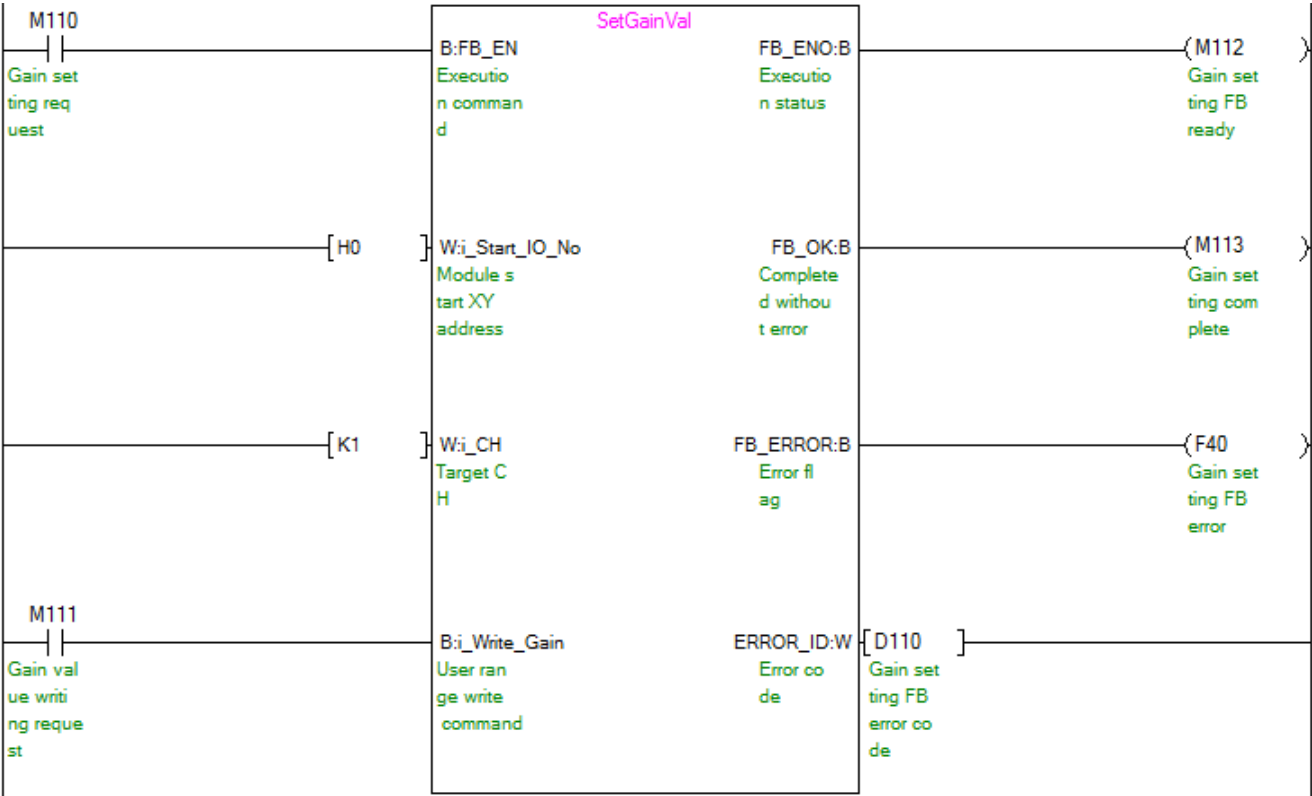 M110
SetGainVal
B:FB_EN
FB_ENO:B
M112
Gain set
ting req
uest
Executio
n comman
d
Executio
n status
Gain set
ting FB
ready
H0
W:i_Start_IO_No
FB_OK:B
M113
Module s
tart XY
address
Complete
d withou
t error
Gain set
ting com
plete
K1
W:i_CH
FB_ERROR:B
F40
Target C
H
Error fl
ag
Gain set
ting FB
error
M111
B:i_Write_Gain
ERROR_ID:W
D110
Gain val
ue writi
ng reque
st
User ran
ge write
command
Error co
de
Gain set
ting FB
error co
de